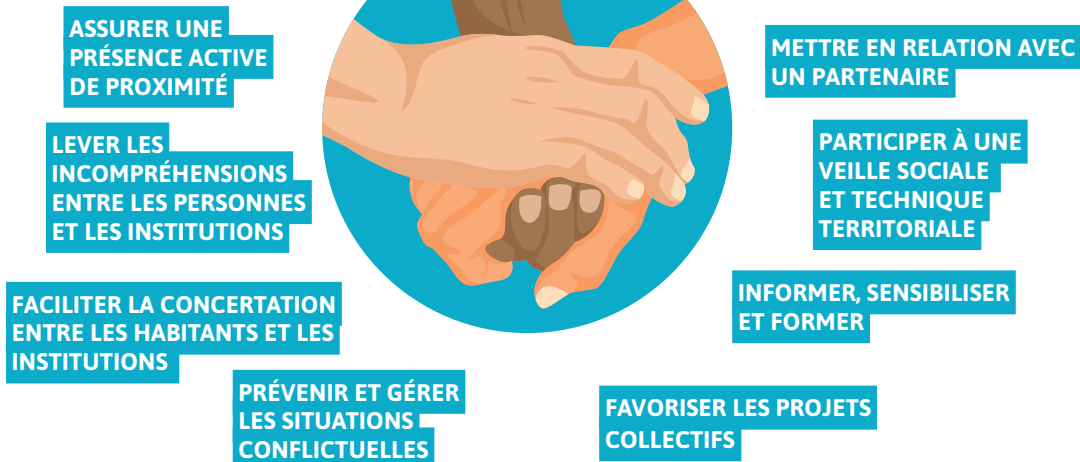 ASSURER UNE
PRÉSENCE ACTIVE
DE PROXIMITÉ
LEVER LES
INCOMPRÉHENSIONS
ENTRE LES PERSONNES
ET LES INSTITUTIONS
FACILITER LA CONCERTATION
ENTRE LES HABITANTS ET LES
INSTITUTIONS
PRÉVENIR ET GÉRER
LES SITUATIONS
CONFLICTUELLES
METTRE EN RELATION AVEC
UN PARTENAIRE
PARTICIPER À UNE
VEILLE SOCIALE
ET TECHNIQUE
TERRITORIALE
INFORMER, SENSIBILISER
ET FORMER
FAVORISER LES PROJETS
COLLECTIFS